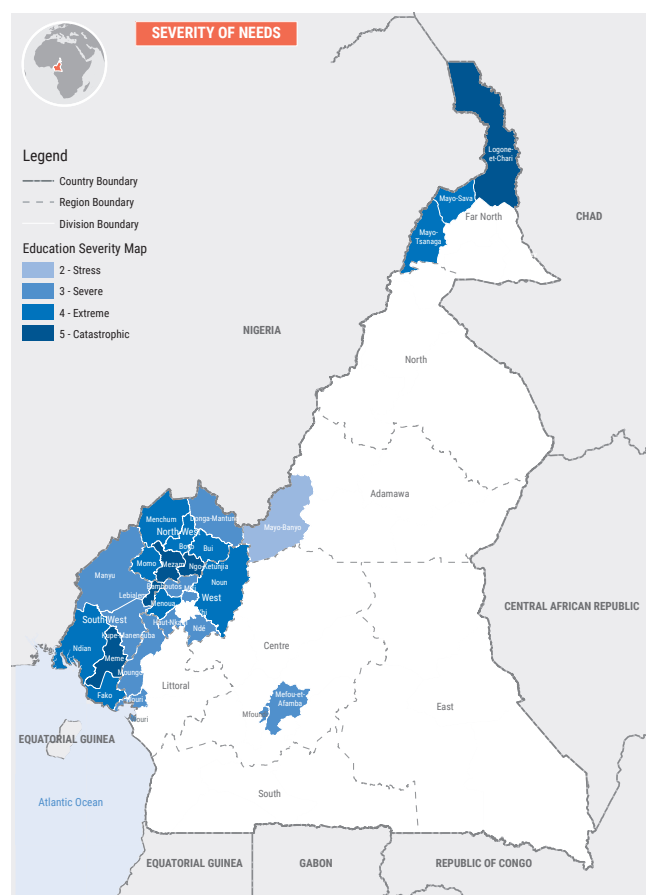 SEVERITY OF NEEDS
Legend
Country Boundary
Region Boundary
Division Boundary
Education Severity Map
2 - Stress
3 - Severe
4 - Extreme
5 - Catastrophic
Logone-
et-Chari
Mayo-Sava
Far North
Mayo-
Tsanaga
CHAD
NIGERIA
North
Adamawa
Mayo-Banyo
Donga-Mantung
Menchum
North-West
Boyo
Bui
Momo
Mezam
Ngo-Ketunjia
Manyu
Noun
Bamboutos
Lebialem
Menoua
West
Haut-Nkam
Ndé
South-West
Kupe-Manenguba
Ndian
Meme
Moungo
Fako
Wouri
Wouri
Littoral
Centre
Mefou-et-
Afamba
Mfoundi
East
CENTRAL AFRICAN REPUBLIC
EQUATORIAL GUINEA
Atlantic Ocean
South
EQUATORIAL GUINEA
GABON
REPUBLIC OF CONGO